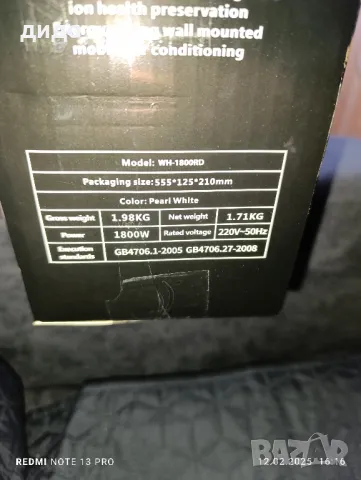 ion health preservation
wall mounted
conditioning
Model: WH-1800RD
Packaging size:555*125*210mm
Color: Pearl White
Gross weight 1.98KG Net weight 1.71KG
Power 1800W Rated voltage 220V~50Hz
Execution standards GB4706.1-2005 GB4706.27-2008
REDMI NOTE 13 PRO
12.02.2025 16:16
BAZAR